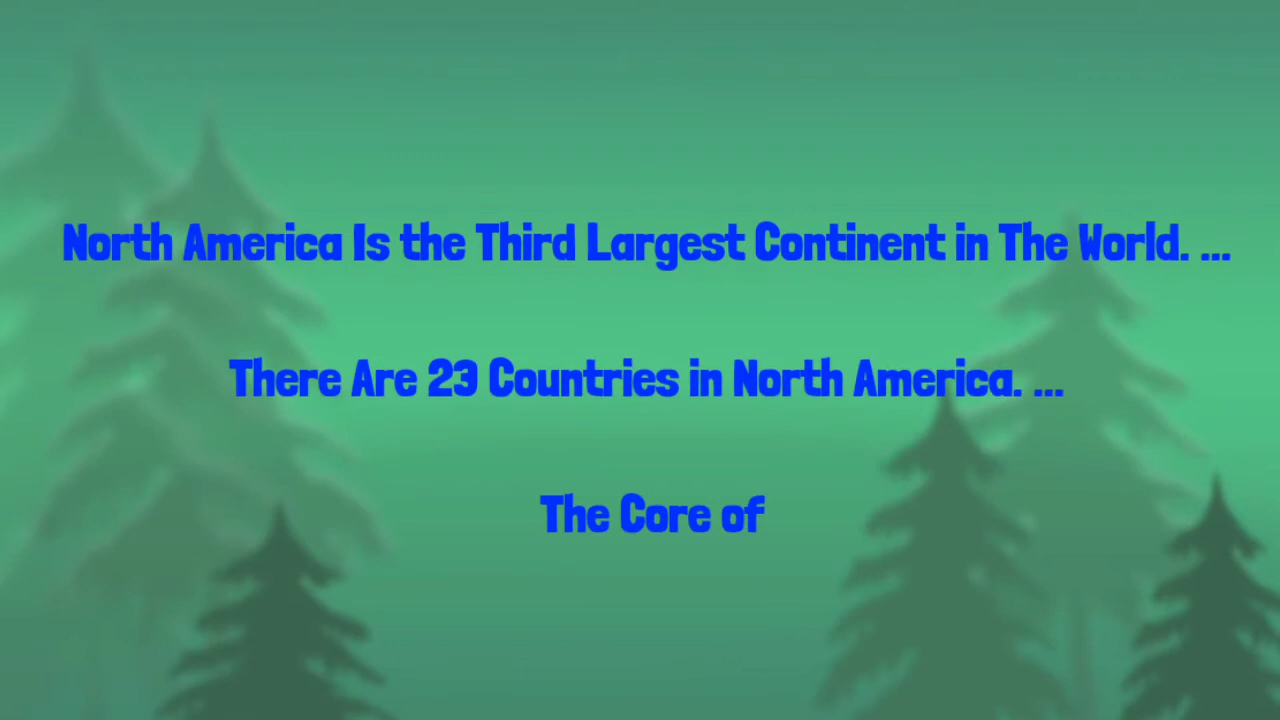 North America Is the Third Largest Continent in The World. ...
There Are 23 Countries in North America. ...
The Core of